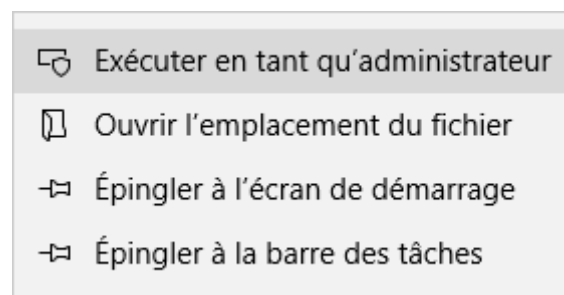 Exécuter en tant qu’administrateur
Ouvrir l’emplacement du fichier
Épingler à l’écran de démarrage
Épingler à la barre des tâches